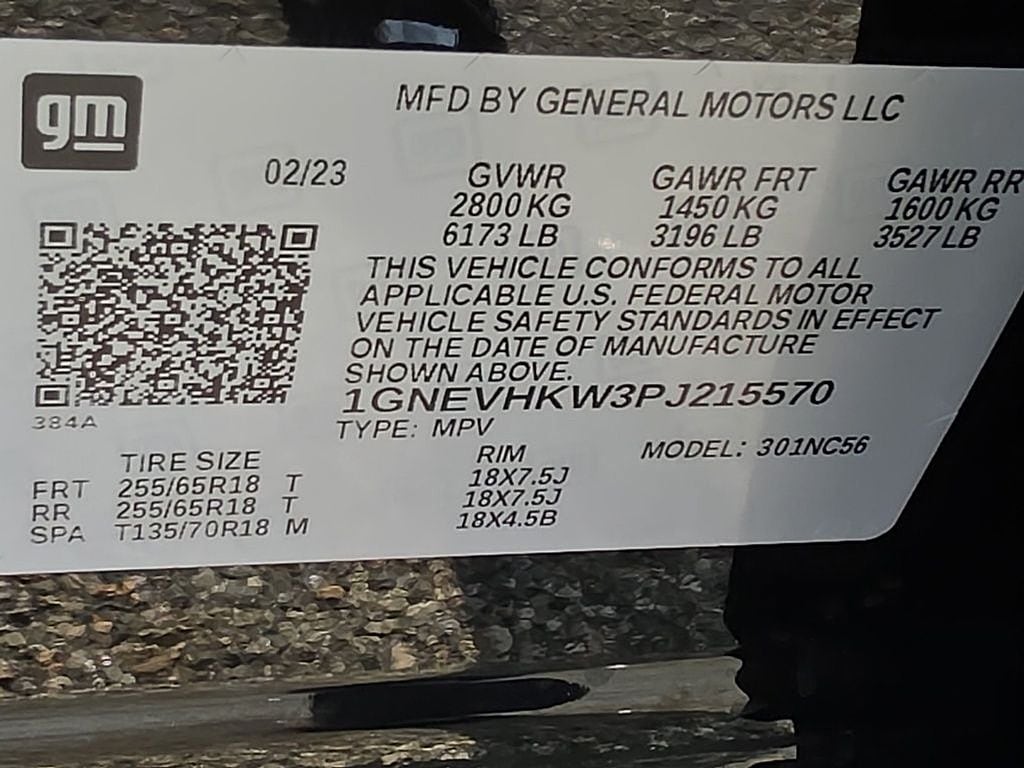 gm
MFD BY GENERAL MOTORS LLC
02/23 GVWR GAWR FRT GAWR RR
2800 KG 1450 KG 1600 KG
6173 LB 3196 LB 3527 LB
THIS VEHICLE CONFORMS TO ALL
APPLICABLE U.S. FEDERAL MOTOR
VEHICLE SAFETY STANDARDS IN EFFECT
ON THE DATE OF MANUFACTURE
SHOWN ABOVE.
1GNEVHKW3PJ215570
384A
TYPE: MPV
MODEL: 301NC56
TIRE SIZE RIM
FRT 255/65R18 T 18X7.5J
RR 255/65R18 T 18X7.5J
SPA T135/70R18 M 18X4.5B